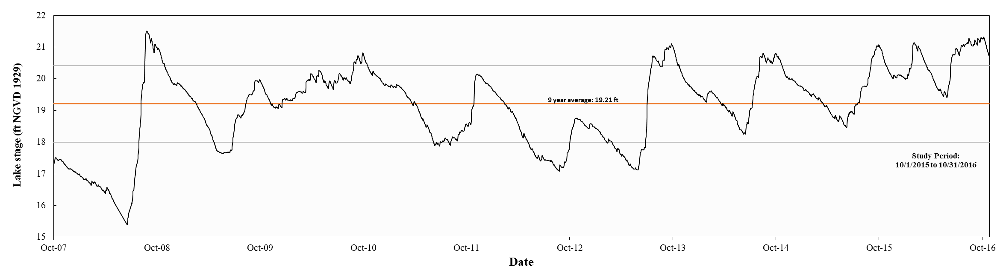 22
21
20
19
18
17
16
15
Lake stage (ft NGVD 1929)
9 year average: 19.21 ft
Study Period:
10/1/2015 to 10/31/2016
Oct-07 Oct-08 Oct-09 Oct-10 Oct-11 Oct-12 Oct-13 Oct-14 Oct-15 Oct-16
Date